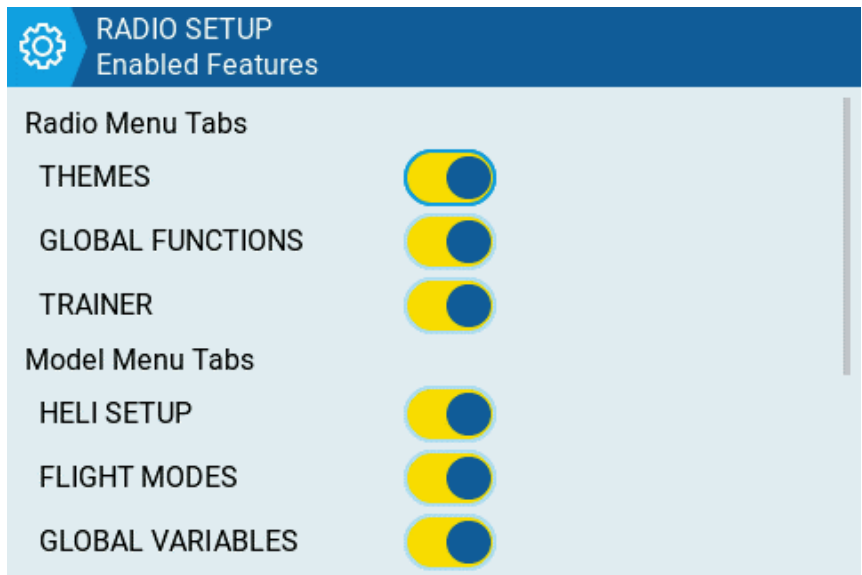 RADIO SETUP
Enabled Features
Radio Menu Tabs
THEMES
GLOBAL FUNCTIONS
TRAINER
Model Menu Tabs
HELI SETUP
FLIGHT MODES
GLOBAL VARIABLES